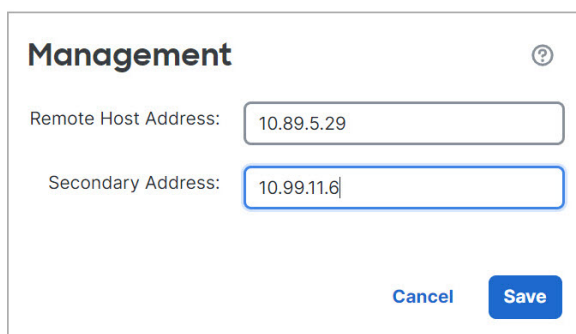 Management
Remote Host Address: 10.89.5.29
Secondary Address: 10.99.11.6
Cancel Save